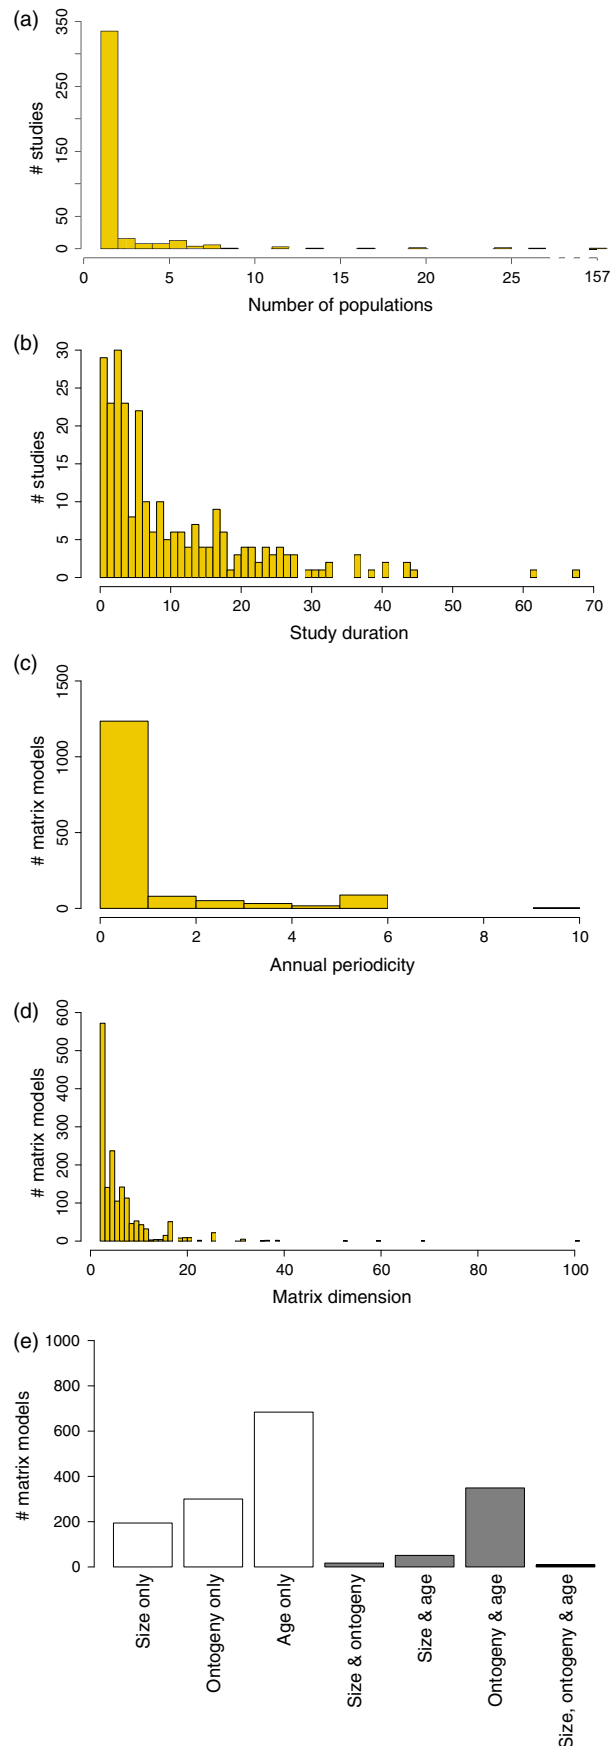 (a)
350
250
150
50
0
# studies
0 5 10 15 20 25 157
Number of populations
(b)
30
25
20
15
10
5
0
# studies
0 10 20 30 40 50 60 70
Study duration
(c)
1500
1000
500
0
# matrix models
0 2 4 6 8 10
Annual periodicity
(d)
600
500
400
300
200
100
0
# matrix models
0 20 40 60 80 100
Matrix dimension
(e)
1000
800
600
400
200
0
# matrix models
Size only
Ontogeny only
Age only
Size & ontogeny
Size & age
Ontogeny & age
Size, ontogeny & age